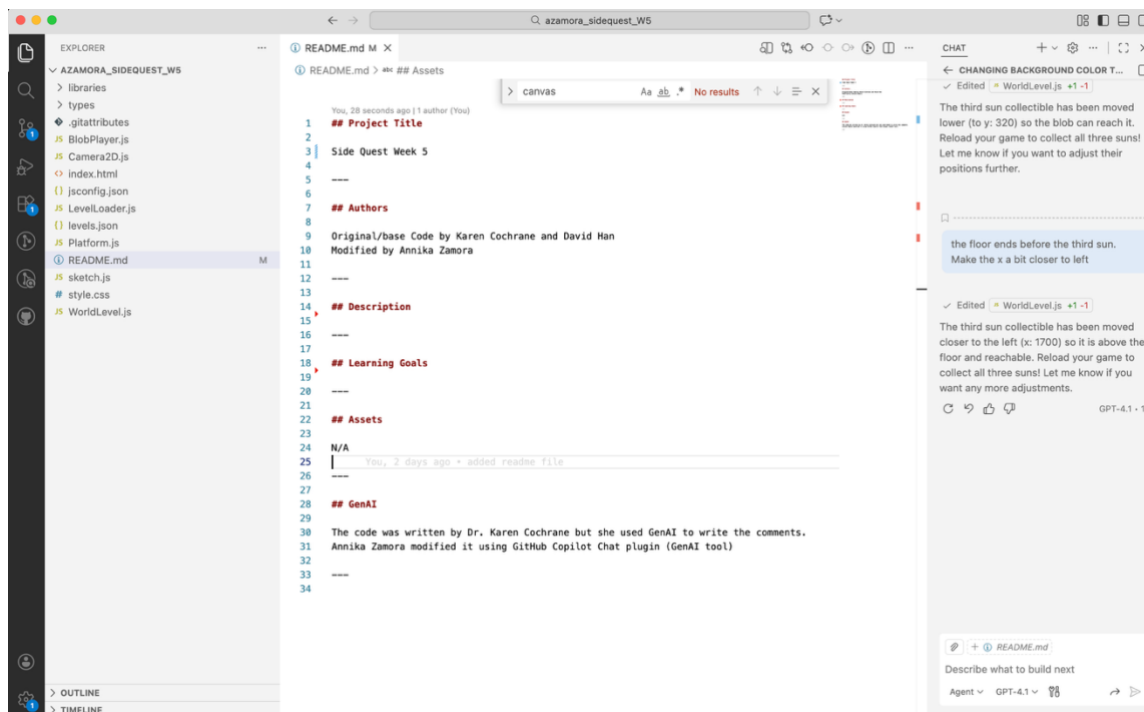 azamora_sidequest_W5
EXPLORER
AZAMORA_SIDEQUEST_W5
libraries
types
.gitattributes
JS BlobPlayer.js
JS Camera2D.js
<> index.html
{} jsconfig.json
JS LevelLoader.js
{} levels.json
JS Platform.js
README.md M
JS sketch.js
# style.css
JS WorldLevel.js
OUTLINE
TIMELINE
README.md M
README.md > abc ## Assets
canvas
Aa ab .* No results
You, 28 seconds ago | 1 author (You)
1 ## Project Title
2
3 Side Quest Week 5
4
5 ---
6
7 ## Authors
8
9 Original/base Code by Karen Cochrane and David Han
10 Modified by Annika Zamora
11
12 ---
13
14 ## Description
15
16 ---
17
18 ## Learning Goals
19
20 ---
21
22 ## Assets
23
24 N/A
25 You, 2 days ago • added readme file
26 ---
27
28 ## GenAI
29
30 The code was written by Dr. Karen Cochrane but she used GenAI to write the comments.
31 Annika Zamora modified it using GitHub Copilot Chat plugin (GenAI tool)
32
33 ---
34
CHAT
CHANGING BACKGROUND COLOR T...
Edited WorldLevel.js +1 -1
The third sun collectible has been moved
lower (to y: 320) so the blob can reach it.
Reload your game to collect all three suns!
Let me know if you want to adjust their
positions further.
the floor ends before the third sun.
Make the x a bit closer to left
Edited WorldLevel.js +1 -1
The third sun collectible has been moved
closer to the left (x: 1700) so it is above the
floor and reachable. Reload your game to
collect all three suns! Let me know if you
want any more adjustments.
GPT-4.1 • 1
+ README.md
Describe what to build next
Agent GPT-4.1